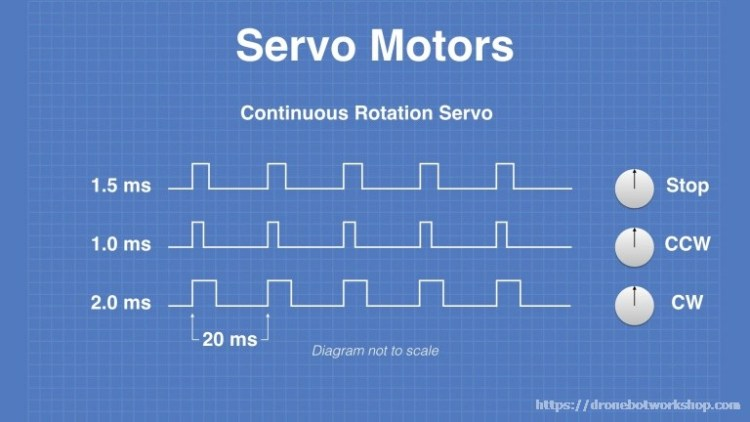 Servo Motors
Continuous Rotation Servo
1.5 ms Stop
1.0 ms CCW
2.0 ms CW
20 ms
Diagram not to scale
https://dronebotworkshop.com